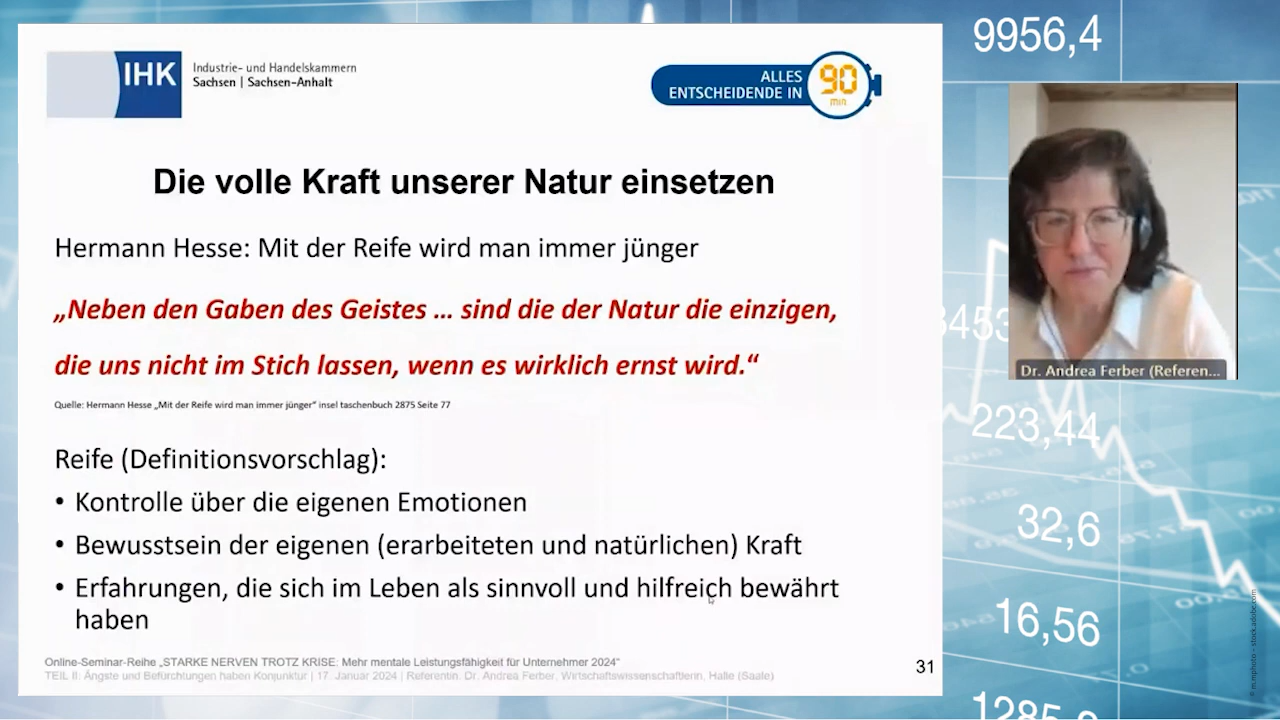 9956,4
IHK
Industrie- und Handelskammern
Sachsen | Sachsen-Anhalt
ALLES
ENTSCHEIDENDE IN
90
min
Die volle Kraft unserer Natur einsetzen
Hermann Hesse: Mit der Reife wird man immer jünger
„Neben den Gaben des Geistes … sind die der Natur die einzigen,
die uns nicht im Stich lassen, wenn es wirklich ernst wird.“
Quelle: Hermann Hesse „Mit der Reife wird man immer jünger“ insel taschenbuch 2875 Seite 77
Reife (Definitionsvorschlag):
• Kontrolle über die eigenen Emotionen
• Bewusstsein der eigenen (erarbeiteten und natürlichen) Kraft
• Erfahrungen, die sich im Leben als sinnvoll und hilfreich bewährt
haben
Online-Seminar-Reihe „STARKE NERVEN TROTZ KRISE: Mehr mentale Leistungsfähigkeit für Unternehmer 2024“
TEIL II: Ängste und Befürchtungen haben Konjunktur | 17. Januar 2024 | Referentin: Dr. Andrea Ferber, Wirtschaftswissenschaftlerin, Halle (Saale)
31
Dr. Andrea Ferber (Referen...
223,44
32,6
16,56
© m.mphoto - stock.adobe.com